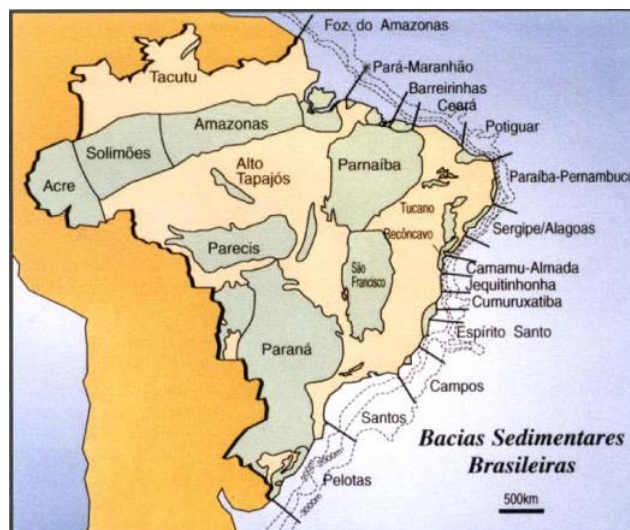 Foz do Amazonas
Tacutu
Pará-Maranhão
Barreirinhas
Ceará
Amazonas
Potiguar
Solimões
Parnaíba
Alto
Tapajós
Acre
Paraíba-Pernambuco
Tucano
Sergipe/Alagoas
Recôncavo
Parecis
São
Francisco
Camamu-Almada
Jequitinhonha
Cumuruxatiba
Espírito Santo
Paraná
Campos
Santos
Bacias Sedimentares
Brasileiras
Pelotas
3000m
500km